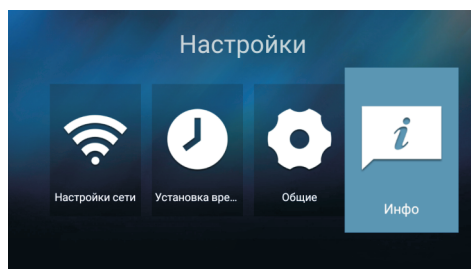 Настройки
Настройки сети
Установка вре...
Общие
Инфо